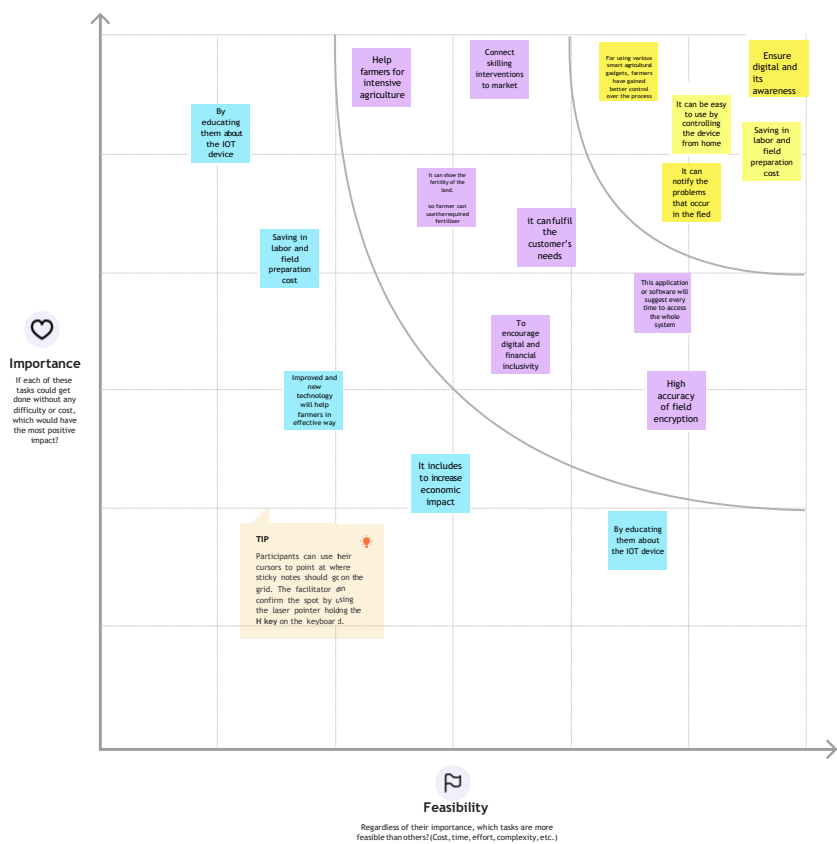 Help
farmers for
intensive
agriculture
Connect
skilling
interventions
to market
For using various
smart agricultural
gadgets, farmers
have gained
better control
over the process
Ensure
digital and
its
awareness
By
educating
them about
the IOT
device
It can be easy
to use by
controlling
the device
from home
Saving in
labor and
field
preparation
cost
It can show the
fertility of the
land.
so farmer can
usetherequired
fertilizer
It can
notify the
problems
that occur
in the fled
it canfulfil
the
customer's
needs
Saving in
labor and
field
preparation
cost
This application
or software will
suggest every
time to access
the whole
system
To
encourage
digital and
financial
inclusivity
Importance
If each of these
tasks could get
done without any
difficulty or cost,
which would have
the most positive
impact?
Improved and
new
technology
will help
farmers in
effective way
High
accuracy
of field
encryption
It includes
to increase
economic
impact
By educating
them about
the IOT device
TIP
Participants can use their
cursors to point at where
sticky notes should go on the
grid. The facilitator can
confirm the spot by using
the laser pointer holding the
H key on the keyboard.
Feasibility
Regardless of their importance, which tasks are more
feasible than others? (Cost, time, effort, complexity, etc.)